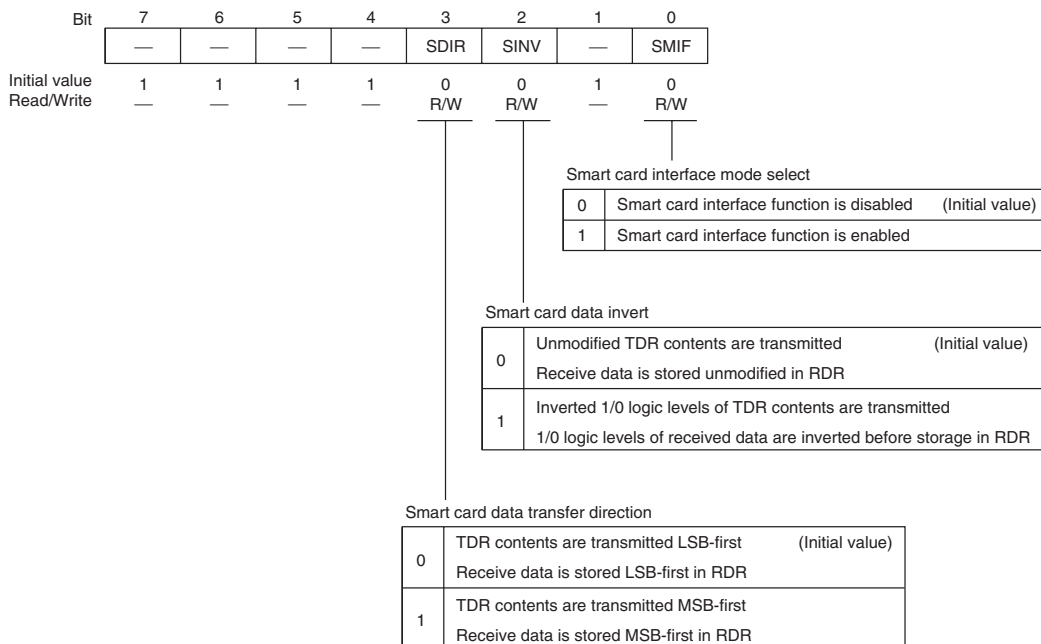 Bit 7 6 5 4 3 2 1 0
— — — — SDIR SINV — SMIF
Initial value 1 1 1 1 0 0 1 0
Read/Write — — — — R/W R/W — R/W
Smart card interface mode select
0 Smart card interface function is disabled (Initial value)
1 Smart card interface function is enabled
Smart card data invert
0 Unmodified TDR contents are transmitted (Initial value)
Receive data is stored unmodified in RDR
1 Inverted 1/0 logic levels of TDR contents are transmitted
1/0 logic levels of received data are inverted before storage in RDR
Smart card data transfer direction
0 TDR contents are transmitted LSB-first (Initial value)
Receive data is stored LSB-first in RDR
1 TDR contents are transmitted MSB-first
Receive data is stored MSB-first in RDR